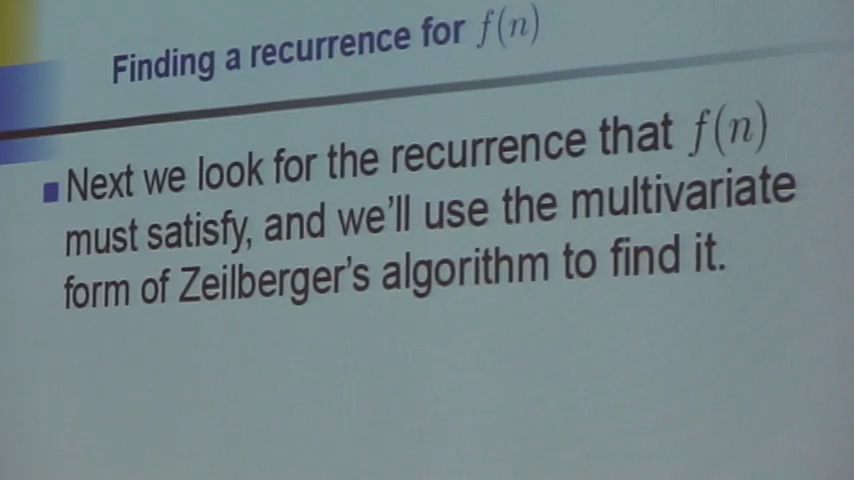 Finding a recurrence for f(n)
Next we look for the recurrence that f(n)
must satisfy, and we'll use the multivariate
form of Zeilberger's algorithm to find it.